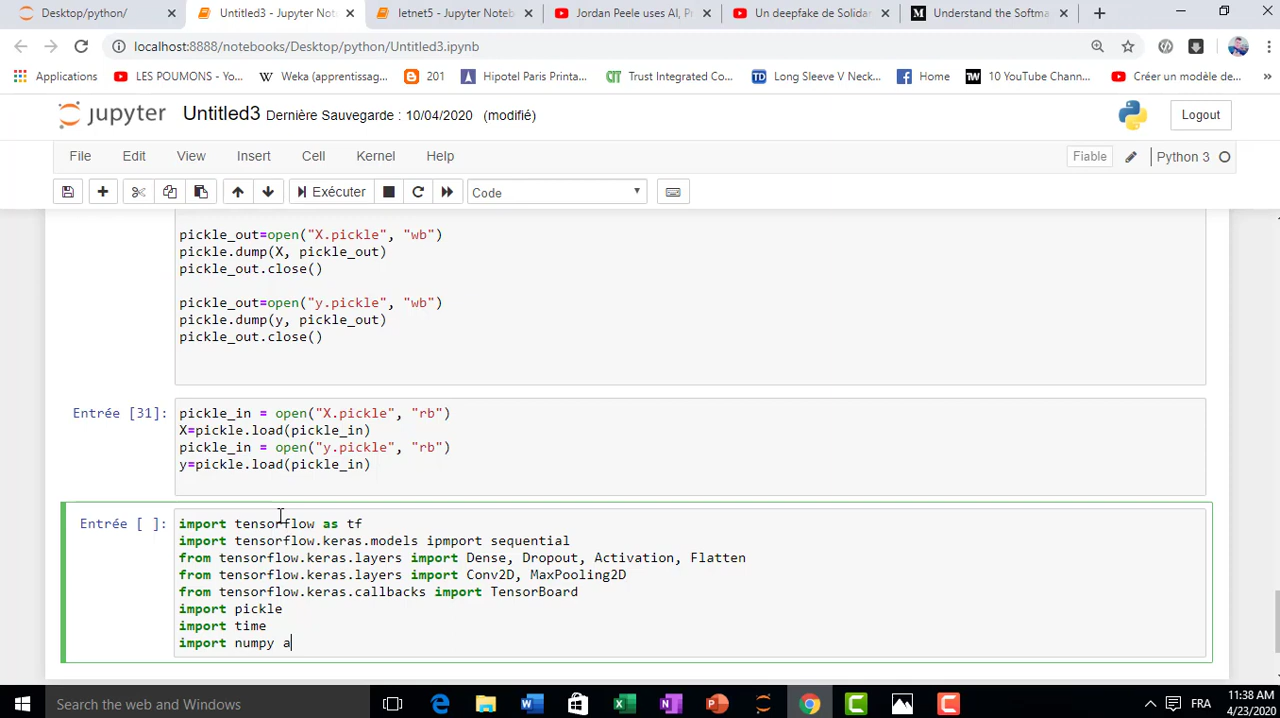 Desktop/python/
Untitled3 - Jupyter Not
letnet5 - Jupyter Notebook
Jordan Peele uses AI, P
Un deepfake de Solidar
Understand the Softma
localhost:8888/notebooks/Desktop/python/Untitled3.ipynb
Applications
LES POUMONS - Yo...
Weka (apprentissag...
201
Hipotel Paris Printa...
Trust Integrated Co...
Long Sleeve V Neck...
Home
10 YouTube Chann...
Créer un modèle de...
jupyter Untitled3 Dernière Sauvegarde : 10/04/2020 (modifié)
Logout
File Edit View Insert Cell Kernel Help
Fiable
Python 3
Exécuter
Code
pickle_out=open("X.pickle", "wb")
pickle.dump(X, pickle_out)
pickle_out.close()
pickle_out=open("y.pickle", "wb")
pickle.dump(y, pickle_out)
pickle_out.close()
Entrée [31]:
pickle_in = open("X.pickle", "rb")
X=pickle.load(pickle_in)
pickle_in = open("y.pickle", "rb")
y=pickle.load(pickle_in)
Entrée [ ]:
import tensorflow as tf
import tensorflow.keras.models ipmport sequential
from tensorflow.keras.layers import Dense, Dropout, Activation, Flatten
from tensorflow.keras.layers import Conv2D, MaxPooling2D
from tensorflow.keras.callbacks import TensorBoard
import pickle
import time
import numpy a
Search the web and Windows
FR
11:38 AM
4/23/2020